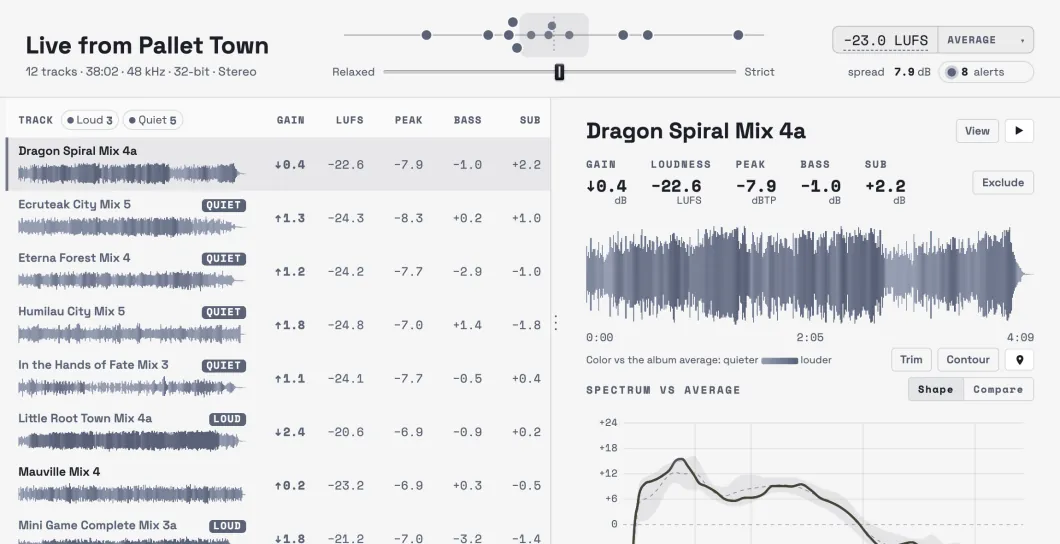 Live from Pallet Town
12 tracks · 38:02 · 48 kHz · 32-bit · Stereo
Relaxed
Strict
−23.0 LUFS
AVERAGE
spread 7.9 dB
8 alerts
TRACK
Loud 3
Quiet 5
GAIN LUFS PEAK BASS SUB
Dragon Spiral Mix 4a
↓0.4 −22.6 −7.9 −1.0 +2.2
Ecruteak City Mix 5 QUIET
↑1.3 −24.3 −8.3 +0.2 +1.0
Eterna Forest Mix 4 QUIET
↑1.2 −24.2 −7.7 −2.9 −1.0
Humilau City Mix 5 QUIET
↑1.8 −24.8 −7.0 +1.4 −1.8
In the Hands of Fate Mix 3 QUIET
↑1.1 −24.1 −7.7 −0.5 +0.4
Little Root Town Mix 4a LOUD
↓2.4 −20.6 −6.9 −0.9 +0.2
Mauville Mix 4
↑0.2 −23.2 −6.9 +0.3 −0.5
Mini Game Complete Mix 3a LOUD
↓1.8 −21.2 −7.0 −3.2 −1.4
Dragon Spiral Mix 4a
View
GAIN LOUDNESS PEAK BASS SUB
↓0.4 −22.6 −7.9 −1.0 +2.2
dB LUFS dBTP dB dB
Exclude
0:00 2:05 4:09
Color vs the album average: quieter louder
Trim
Contour
SPECTRUM VS AVERAGE
Shape
Compare
+24
+18
+12
+6
0